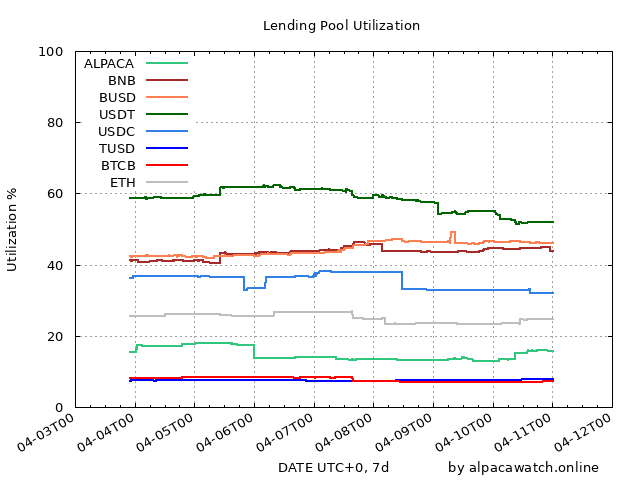 Lending Pool Utilization
Utilization %
100
80
60
40
20
0
ALPACA
BNB
BUSD
USDT
USDC
TUSD
BTCB
ETH
04-03T00
04-04T00
04-05T00
04-06T00
04-07T00
04-08T00
04-09T00
04-10T00
04-11T00
04-12T00
DATE UTC+0, 7d
by alpacawatch.online